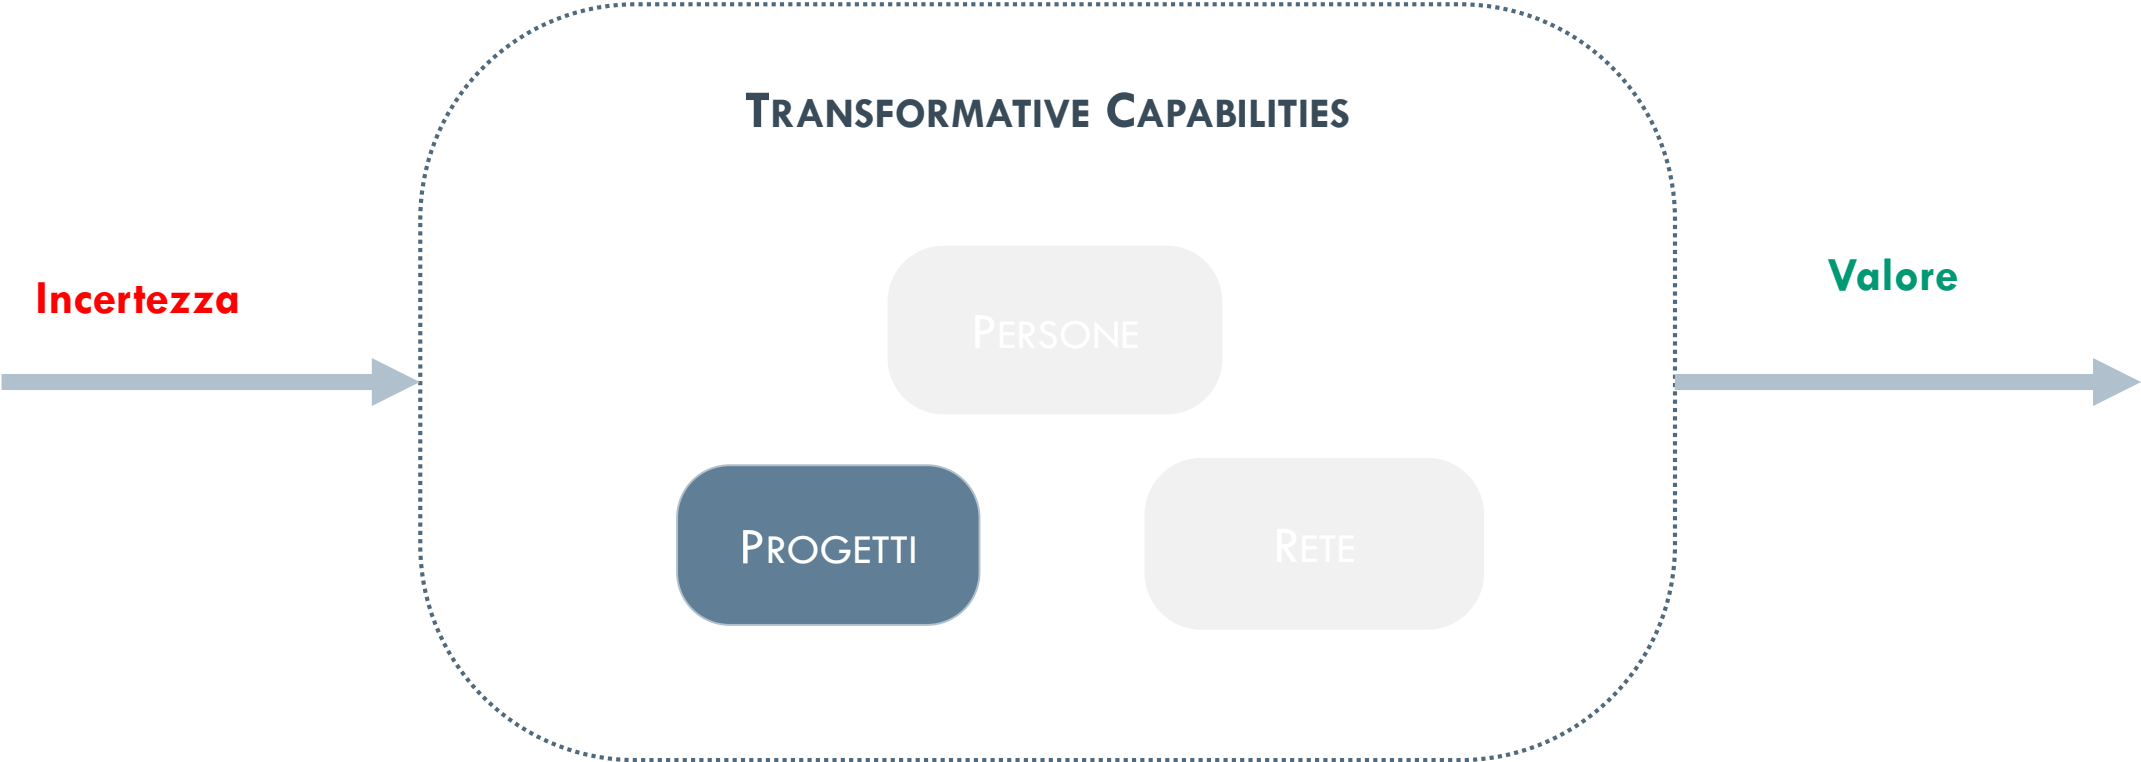 Transformative Capabilities
Valore
Incertezza
Persone
Progetti
Rete